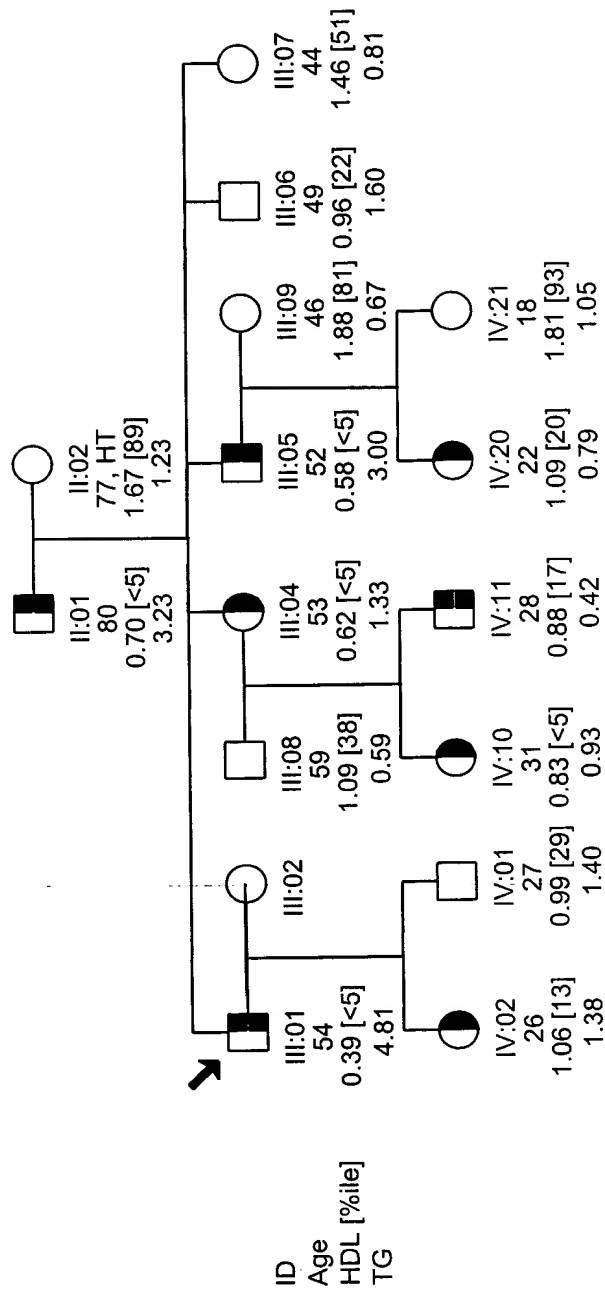 II:01
80
0.70 [<5]
3.23
II:02
77, HT
1.67 [89]
1.23
III:01
54
0.39 [<5]
4.81
III:02
III:08
59
1.09 [38]
0.59
III:04
53
0.62 [<5]
1.33
III:05
52
0.58 [<5]
3.00
III:09
46
1.88 [81]
0.67
III:06
49
0.96 [22]
1.60
III:07
44
1.46 [51]
0.81
ID
Age
HDL [%ile]
TG
IV:02
26
1.06 [13]
1.38
IV:01
27
0.99 [29]
1.40
IV:10
31
0.83 [<5]
0.93
IV:11
28
0.88 [17]
0.42
IV:20
22
1.09 [20]
0.79
IV:21
18
1.81 [93]
1.05